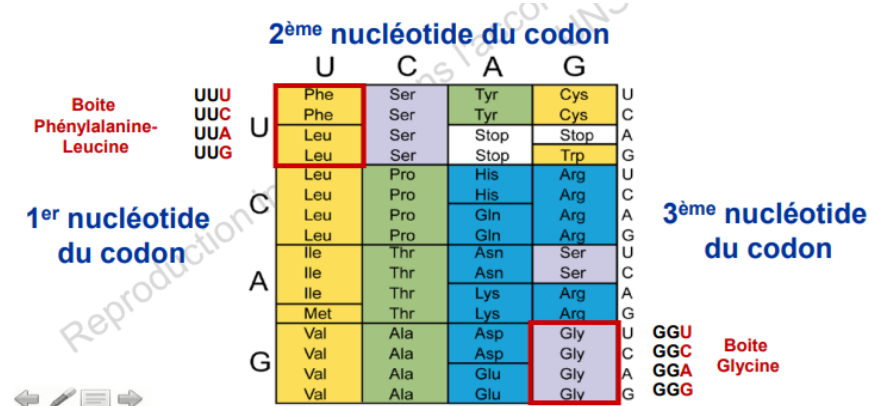 2ème nucléotide du codon
U C A G
Boite
Phénylalanine-
Leucine
UUU
UUC
UUA
UUG
1er nucléotide
du codon
U
Phe Ser Tyr Cys U
Phe Ser Tyr Cys C
Leu Ser Stop Stop A
Leu Ser Stop Trp G
C
Leu Pro His Arg U
Leu Pro His Arg C
Leu Pro Gln Arg A
Leu Pro Gln Arg G
A
Ile Thr Asn Ser U
Ile Thr Asn Ser C
Ile Thr Lys Arg A
Met Thr Lys Arg G
G
Val Ala Asp Gly U
Val Ala Asp Gly C
Val Ala Glu Gly A
Val Ala Glu Gly G
3ème nucléotide
du codon
GGU
GGC
GGA
GGG
Boite
Glycine
Reproduction